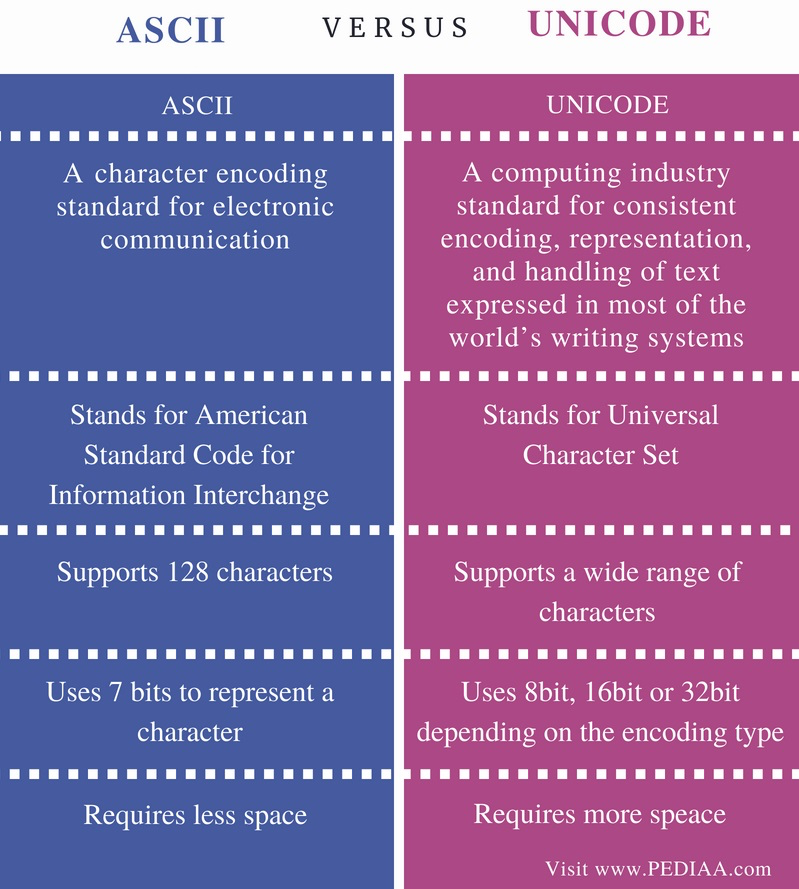 ASCII VERSUS UNICODE
ASCII
A character encoding
standard for electronic
communication
UNICODE
A computing industry
standard for consistent
encoding, representation,
and handling of text
expressed in most of the
world's writing systems
Stands for American
Standard Code for
Information Interchange
Stands for Universal
Character Set
Supports 128 characters
Supports a wide range of
characters
Uses 7 bits to represent a
character
Uses 8bit, 16bit or 32bit
depending on the encoding type
Requires less space
Requires more speace
Visit www.PEDIAA.com